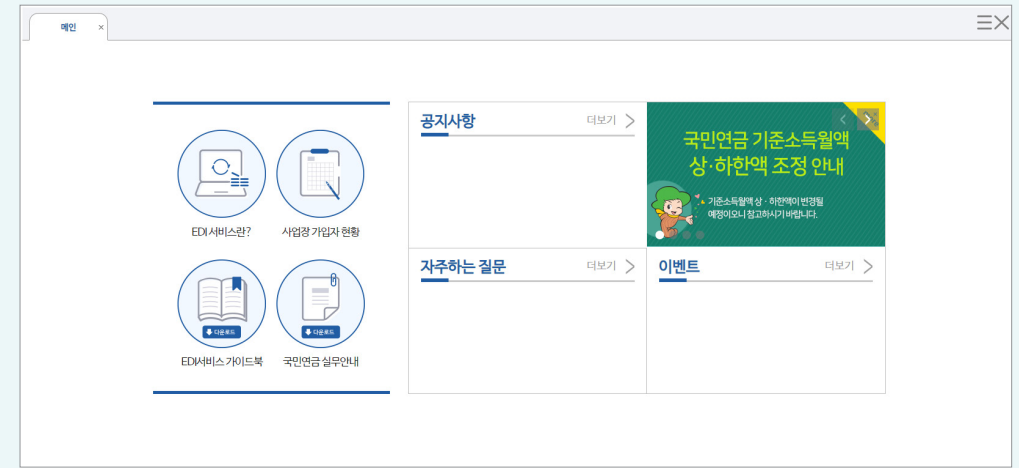 메인
EDI 서비스란?
사업장 가입자 현황
다운로드
다운로드
EDI서비스 가이드북
국민연금 실무안내
공지사항
더보기
국민연금 기준소득월액
상·하한액 조정 안내
기준소득월액 상·하한액이 변경될
예정이오니 참고하시기 바랍니다.
자주하는 질문
더보기
이벤트
더보기